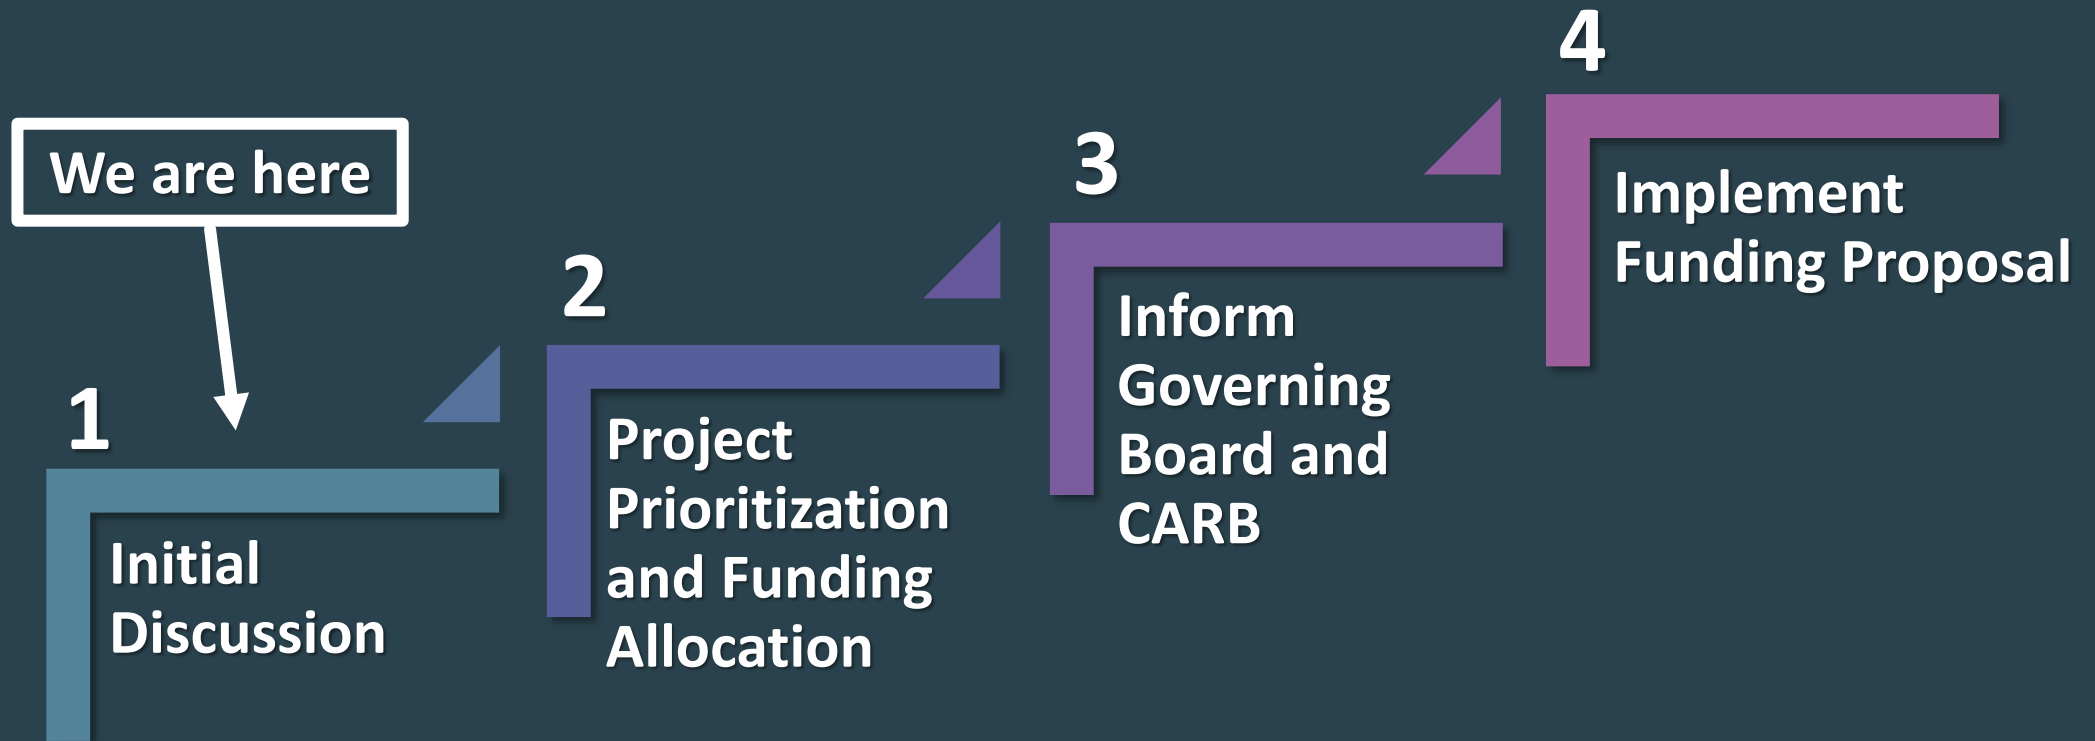 We are here
1
Initial
Discussion
2
Project
Prioritization
and Funding
Allocation
3
Inform
Governing
Board and
CARB
4
Implement
Funding Proposal